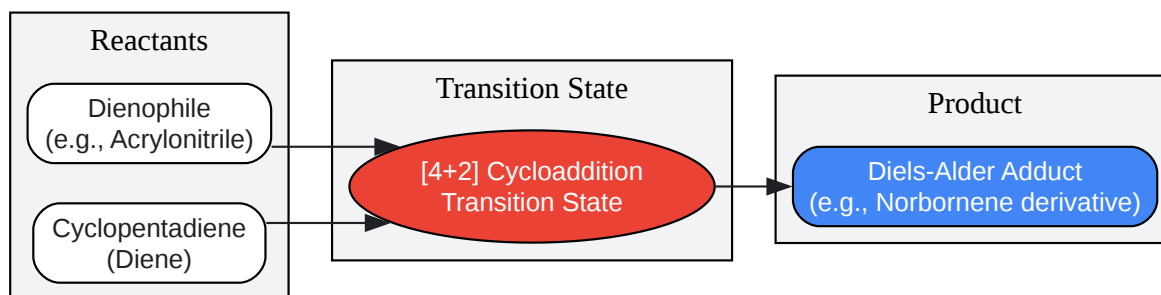 Reactants
Dienophile
(e.g., Acrylonitrile)
Cyclopentadiene
(Diene)
Transition State
[4+2] Cycloaddition
Transition State
Product
Diels-Alder Adduct
(e.g., Norbornene derivative)